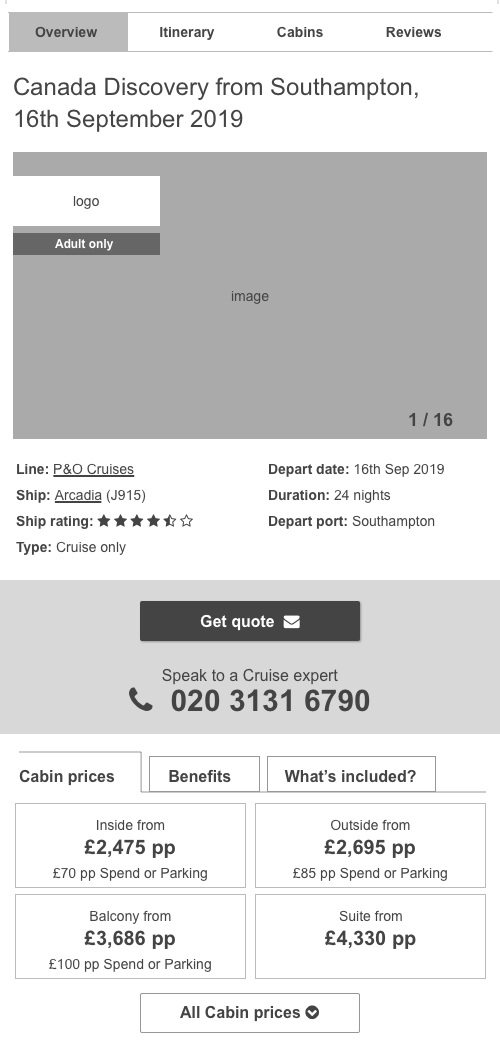 Overview Itinerary Cabins Reviews
Canada Discovery from Southampton,
16th September 2019
logo
Adult only
image
1 / 16
Line: P&O Cruises
Ship: Arcadia (J915)
Ship rating:
Type: Cruise only
Depart date: 16th Sep 2019
Duration: 24 nights
Depart port: Southampton
Get quote
Speak to a Cruise expert
020 3131 6790
Cabin prices Benefits What's included?
Inside from
£2,475 pp
£70 pp Spend or Parking
Outside from
£2,695 pp
£85 pp Spend or Parking
Balcony from
£3,686 pp
£100 pp Spend or Parking
Suite from
£4,330 pp
All Cabin prices